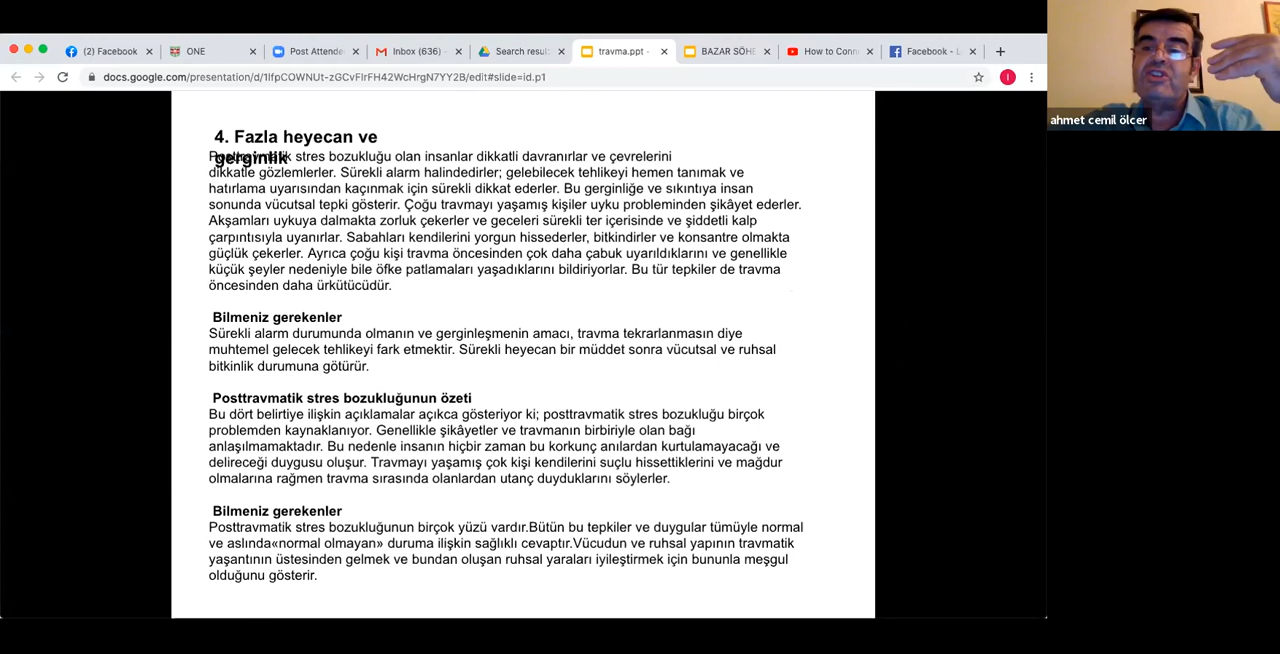 (2) Facebook
ONE
Post Attende
M Inbox (636) -
Search resul
travma.ppt -
BAZAR SÖHE
How to Conn
Facebook - L
docs.google.com/presentation/d/1IfpCOWNUt-zGCvFIrFH42WcHrgN7YY2B/edit#slide=id.p1
I
ahmet cemil ölcer
4. Fazla heyecan ve
gerginlik
Posttravmatik stres bozukluğu olan insanlar dikkatli davranırlar ve çevrelerini
dikkatle gözlemlerler. Sürekli alarm halindedirler; gelebilecek tehlikeyi hemen tanımak ve
hatırlama uyarısından kaçınmak için sürekli dikkat ederler. Bu gerginliğe ve sıkıntıya insan
sonunda vücutsal tepki gösterir. Çoğu travmayı yaşamış kişiler uyku probleminden şikâyet ederler.
Akşamları uykuya dalmakta zorluk çekerler ve geceleri sürekli ter içerisinde ve şiddetli kalp
çarpıntısıyla uyanırlar. Sabahları kendilerini yorgun hissederler, bitkindirler ve konsantre olmakta
güçlük çekerler. Ayrıca çoğu kişi travma öncesinden çok daha çabuk uyarıldıklarını ve genellikle
küçük şeyler nedeniyle bile öfke patlamaları yaşadıklarını bildiriyorlar. Bu tür tepkiler de travma
öncesinden daha ürkütücüdür.
Bilmeniz gerekenler
Sürekli alarm durumunda olmanın ve gerginleşmenin amacı, travma tekrarlanmasın diye
muhtemel gelecek tehlikeyi fark etmektir. Sürekli heyecan bir müddet sonra vücutsal ve ruhsal
bitkinlik durumuna götürür.
Posttravmatik stres bozukluğunun özeti
Bu dört belirtiye ilişkin açıklamalar açıkca gösteriyor ki; posttravmatik stres bozukluğu birçok
problemden kaynaklanıyor. Genellikle şikâyetler ve travmanın birbiriyle olan bağı
anlaşılmamaktadır. Bu nedenle insanın hiçbir zaman bu korkunç anılardan kurtulamayacağı ve
delireceği duygusu oluşur. Travmayı yaşamış çok kişi kendilerini suçlu hissettiklerini ve mağdur
olmalarına rağmen travma sırasında olanlardan utanç duyduklarını söylerler.
Bilmeniz gerekenler
Posttravmatik stres bozukluğunun birçok yüzü vardır.Bütün bu tepkiler ve duygular tümüyle normal
ve aslında«normal olmayan» duruma ilişkin sağlıklı cevaptır.Vücudun ve ruhsal yapının travmatik
yaşantının üstesinden gelmek ve bundan oluşan ruhsal yaraları iyileştirmek için bununla meşgul
olduğunu gösterir.